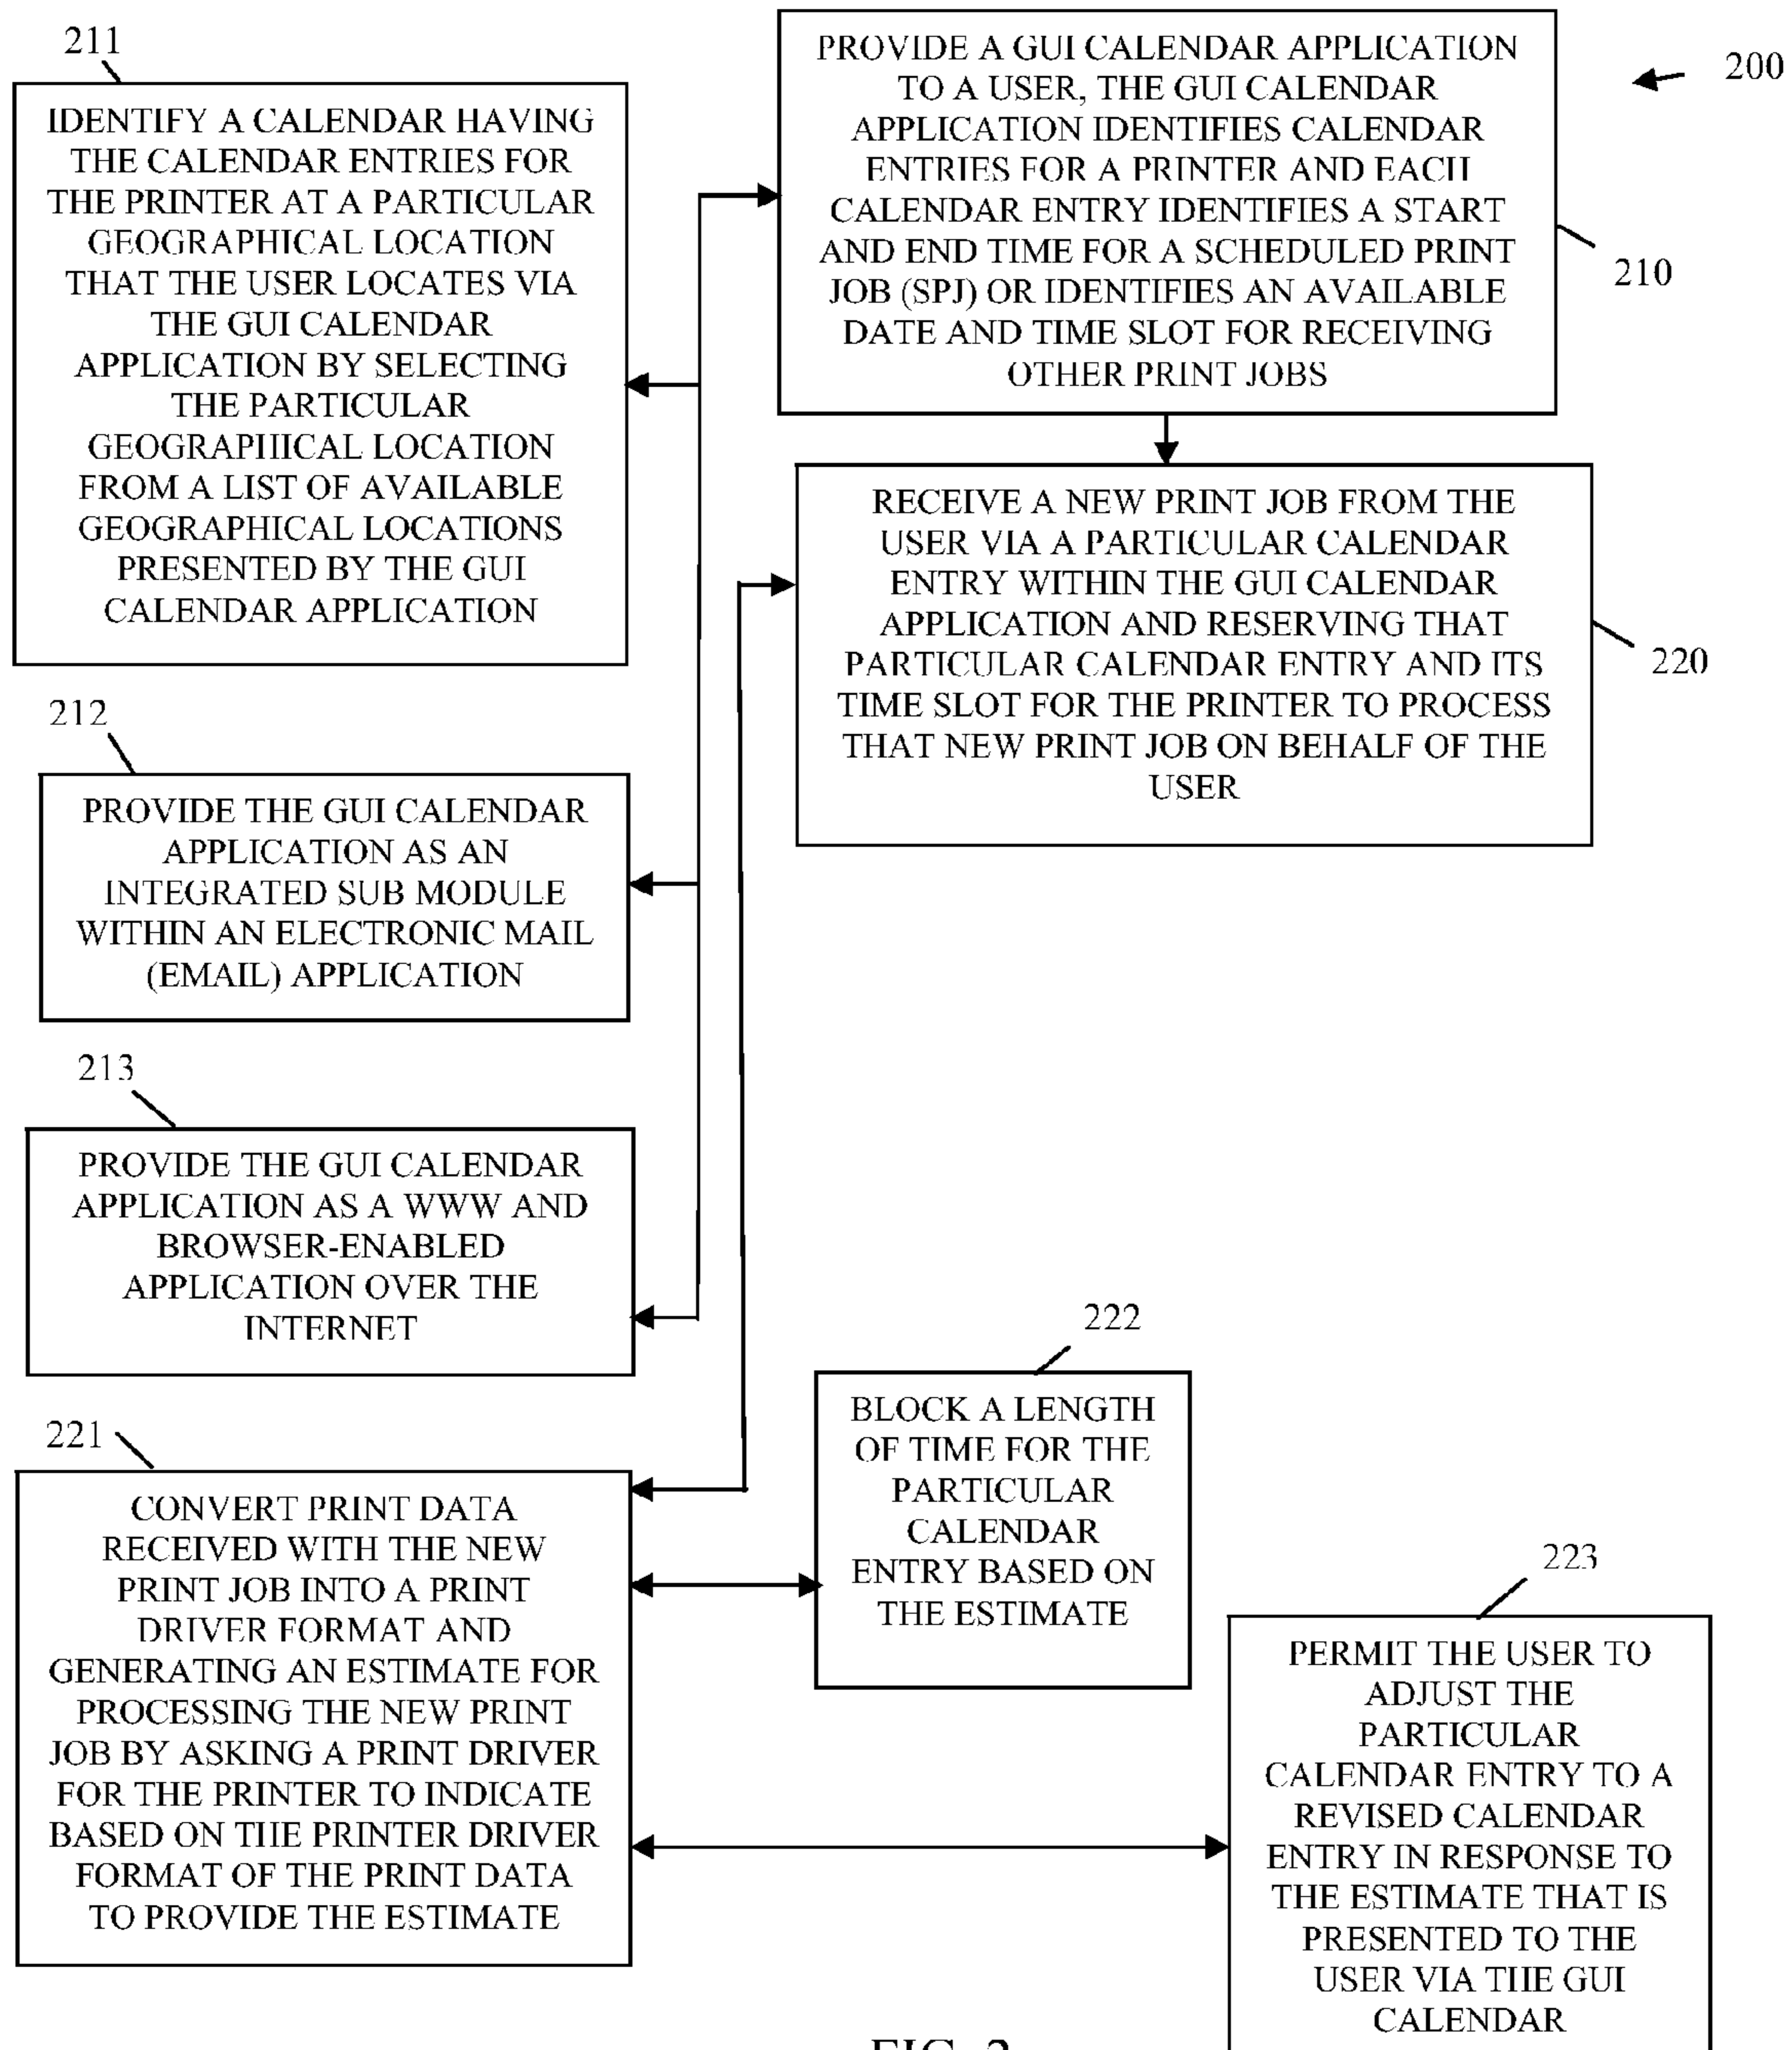 200
210
PROVIDE A GUI CALENDAR APPLICATION
TO A USER, THE GUI CALENDAR
APPLICATION IDENTIFIES CALENDAR
ENTRIES FOR A PRINTER AND EACH
CALENDAR ENTRY IDENTIFIES A START
AND END TIME FOR A SCHEDULED PRINT
JOB (SPJ) OR IDENTIFIES AN AVAILABLE
DATE AND TIME SLOT FOR RECEIVING
OTHER PRINT JOBS
211
IDENTIFY A CALENDAR HAVING
THE CALENDAR ENTRIES FOR
THE PRINTER AT A PARTICULAR
GEOGRAPHICAL LOCATION
THAT THE USER LOCATES VIA
THE GUI CALENDAR
APPLICATION BY SELECTING
THE PARTICULAR
GEOGRAPHICAL LOCATION
FROM A LIST OF AVAILABLE
GEOGRAPHICAL LOCATIONS
PRESENTED BY THE GUI
CALENDAR APPLICATION
212
PROVIDE THE GUI CALENDAR
APPLICATION AS AN
INTEGRATED SUB MODULE
WITHIN AN ELECTRONIC MAIL
(EMAIL) APPLICATION
213
PROVIDE THE GUI CALENDAR
APPLICATION AS A WWW AND
BROWSER-ENABLED
APPLICATION OVER THE
INTERNET
220
RECEIVE A NEW PRINT JOB FROM THE
USER VIA A PARTICULAR CALENDAR
ENTRY WITHIN THE GUI CALENDAR
APPLICATION AND RESERVING THAT
PARTICULAR CALENDAR ENTRY AND ITS
TIME SLOT FOR THE PRINTER TO PROCESS
THAT NEW PRINT JOB ON BEHALF OF THE
USER
221
CONVERT PRINT DATA
RECEIVED WITH THE NEW
PRINT JOB INTO A PRINT
DRIVER FORMAT AND
GENERATING AN ESTIMATE FOR
PROCESSING THE NEW PRINT
JOB BY ASKING A PRINT DRIVER
FOR THE PRINTER TO INDICATE
BASED ON THE PRINTER DRIVER
FORMAT OF THE PRINT DATA
TO PROVIDE THE ESTIMATE
222
BLOCK A LENGTH
OF TIME FOR THE
PARTICULAR
CALENDAR
ENTRY BASED ON
THE ESTIMATE
223
PERMIT THE USER TO
ADJUST THE
PARTICULAR
CALENDAR ENTRY TO A
REVISED CALENDAR
ENTRY IN RESPONSE TO
THE ESTIMATE THAT IS
PRESENTED TO THE
USER VIA THE GUI
CALENDAR